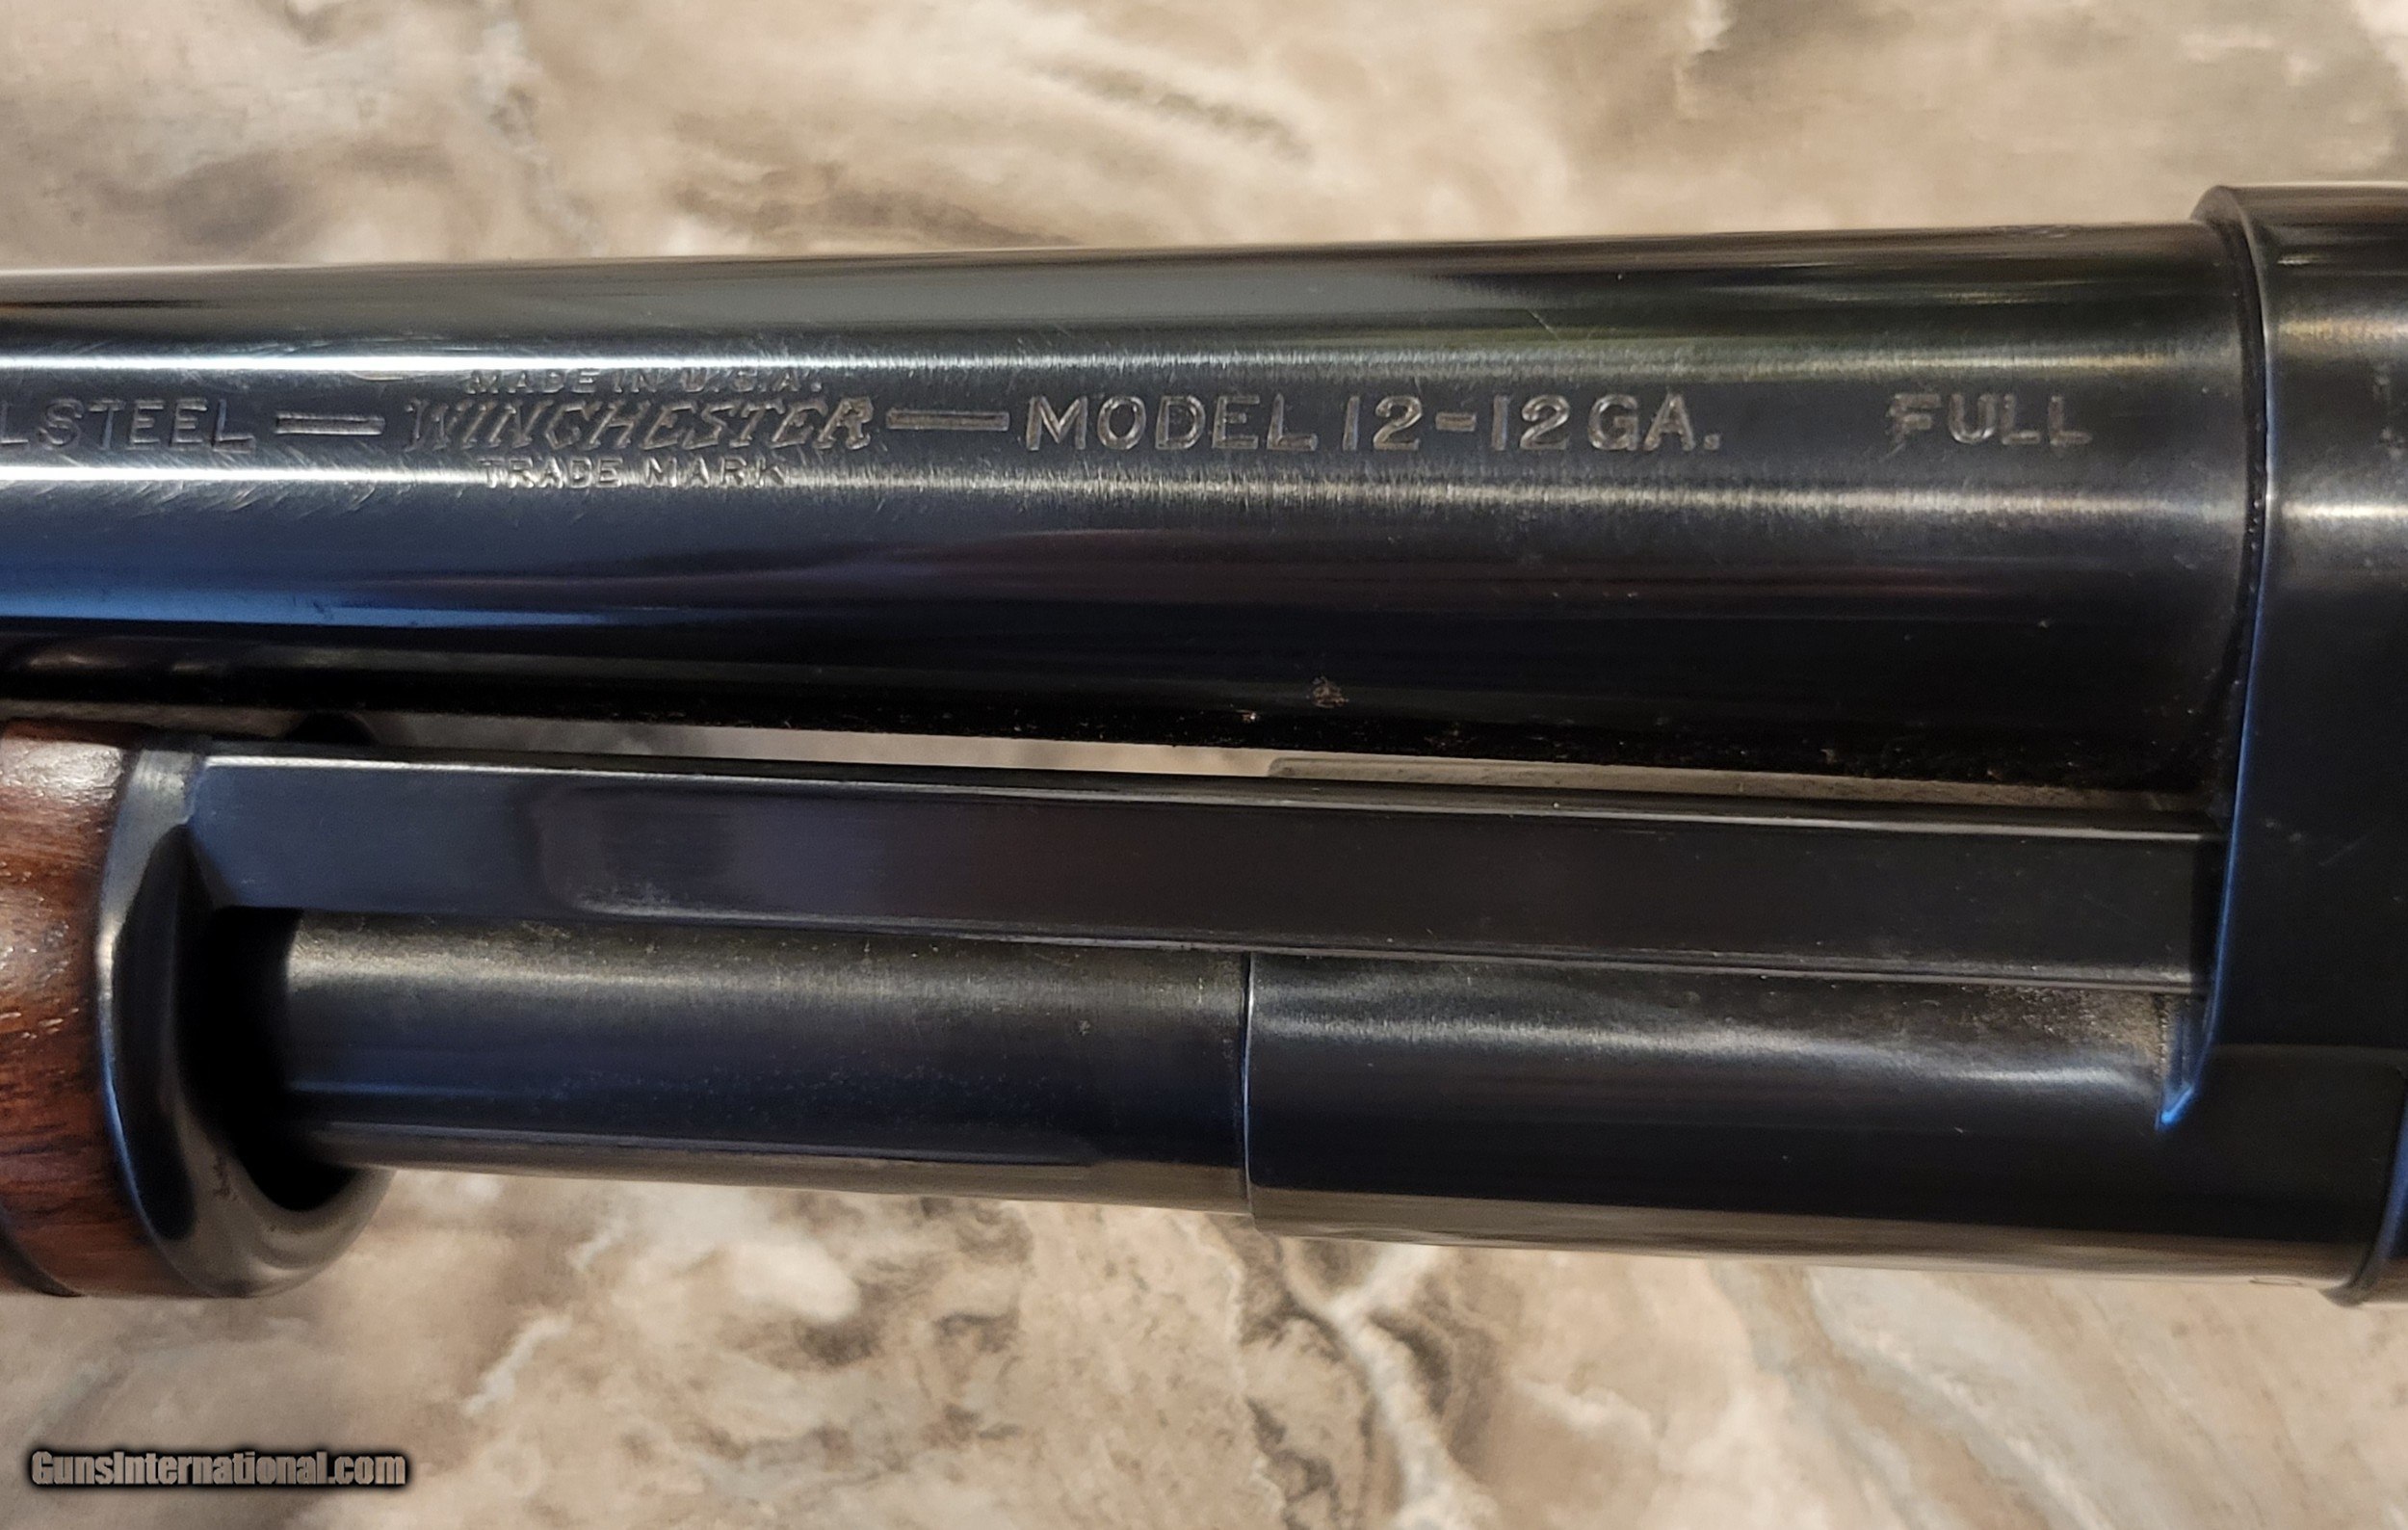 MADE IN U.S.A.
LSTEEL — WINCHESTER — MODEL 12-12GA. FULL
TRADE MARK
GunsInternational.com